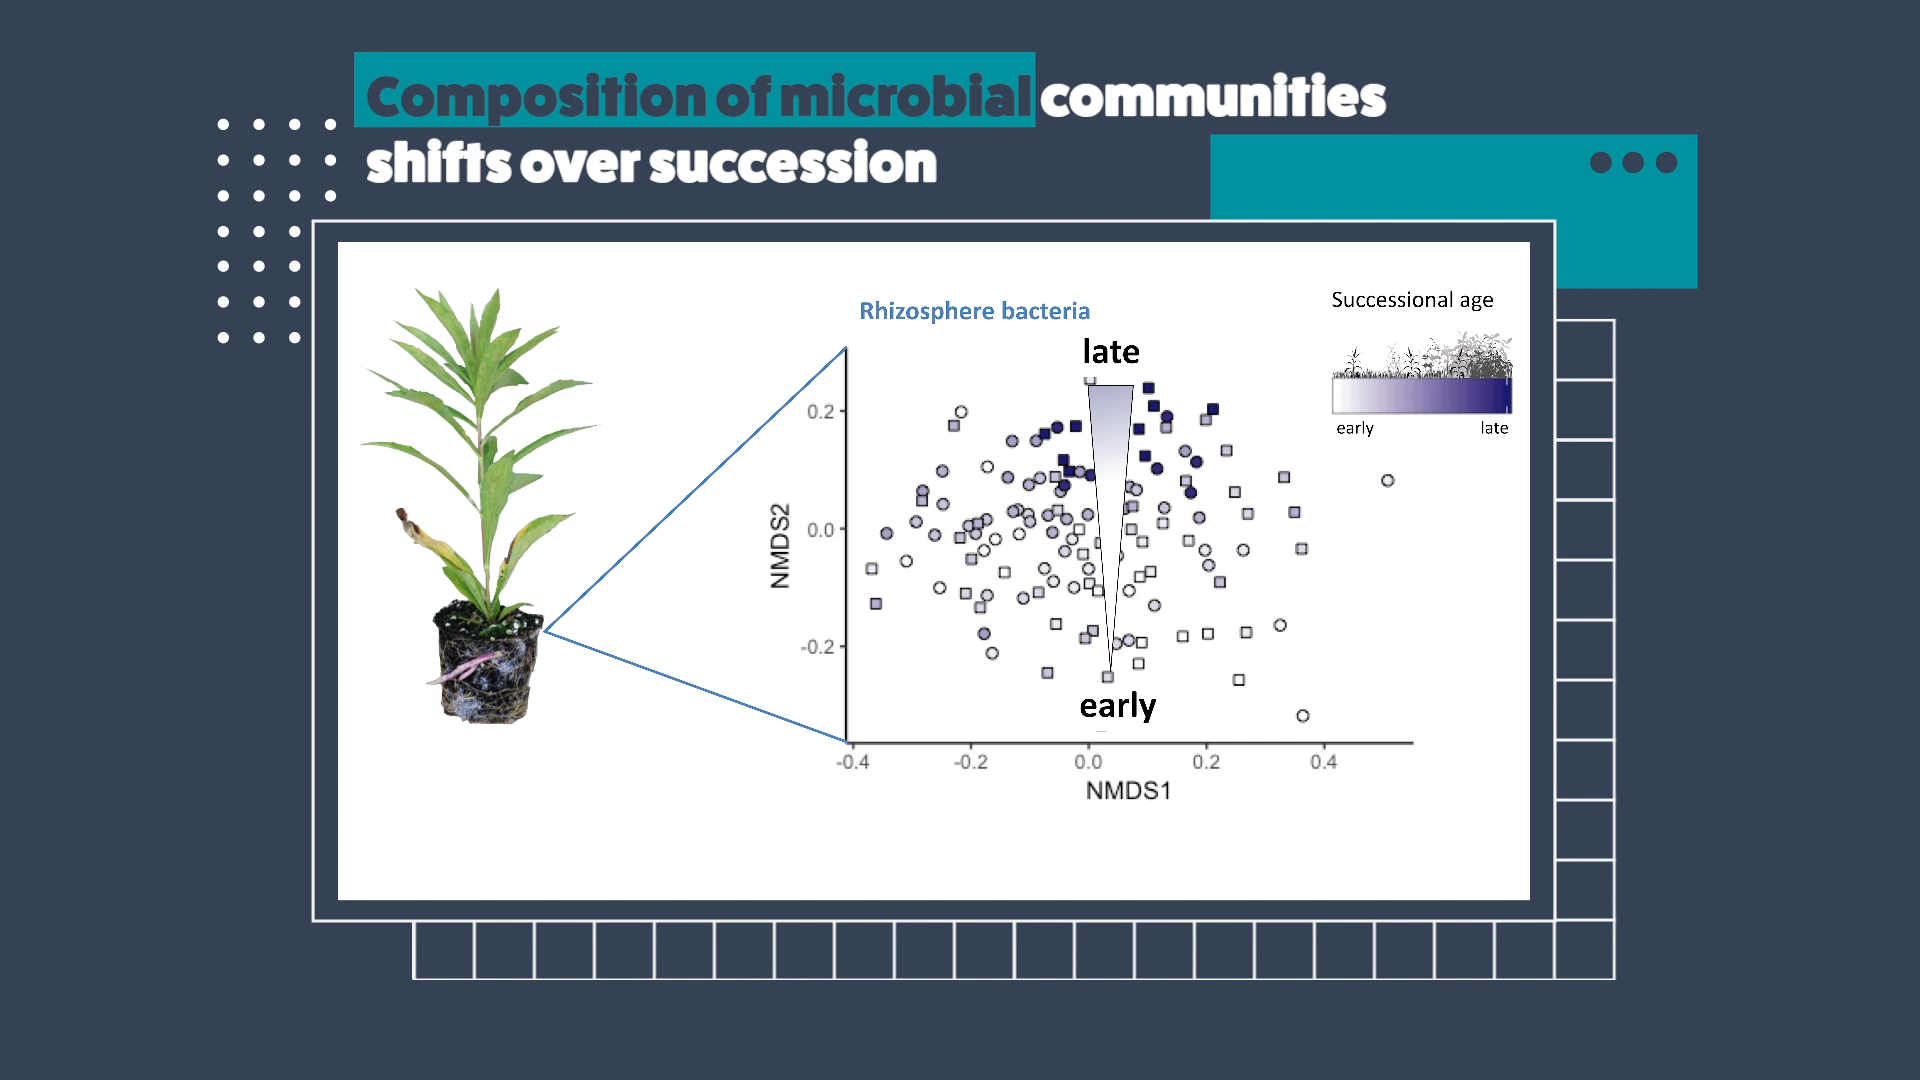 Composition of microbial communities
shifts over succession
Rhizosphere bacteria
Successional age
early late
late
early
NMDS2
0.2
0.0
-0.2
-0.4 -0.2 0.0 0.2 0.4
NMDS1